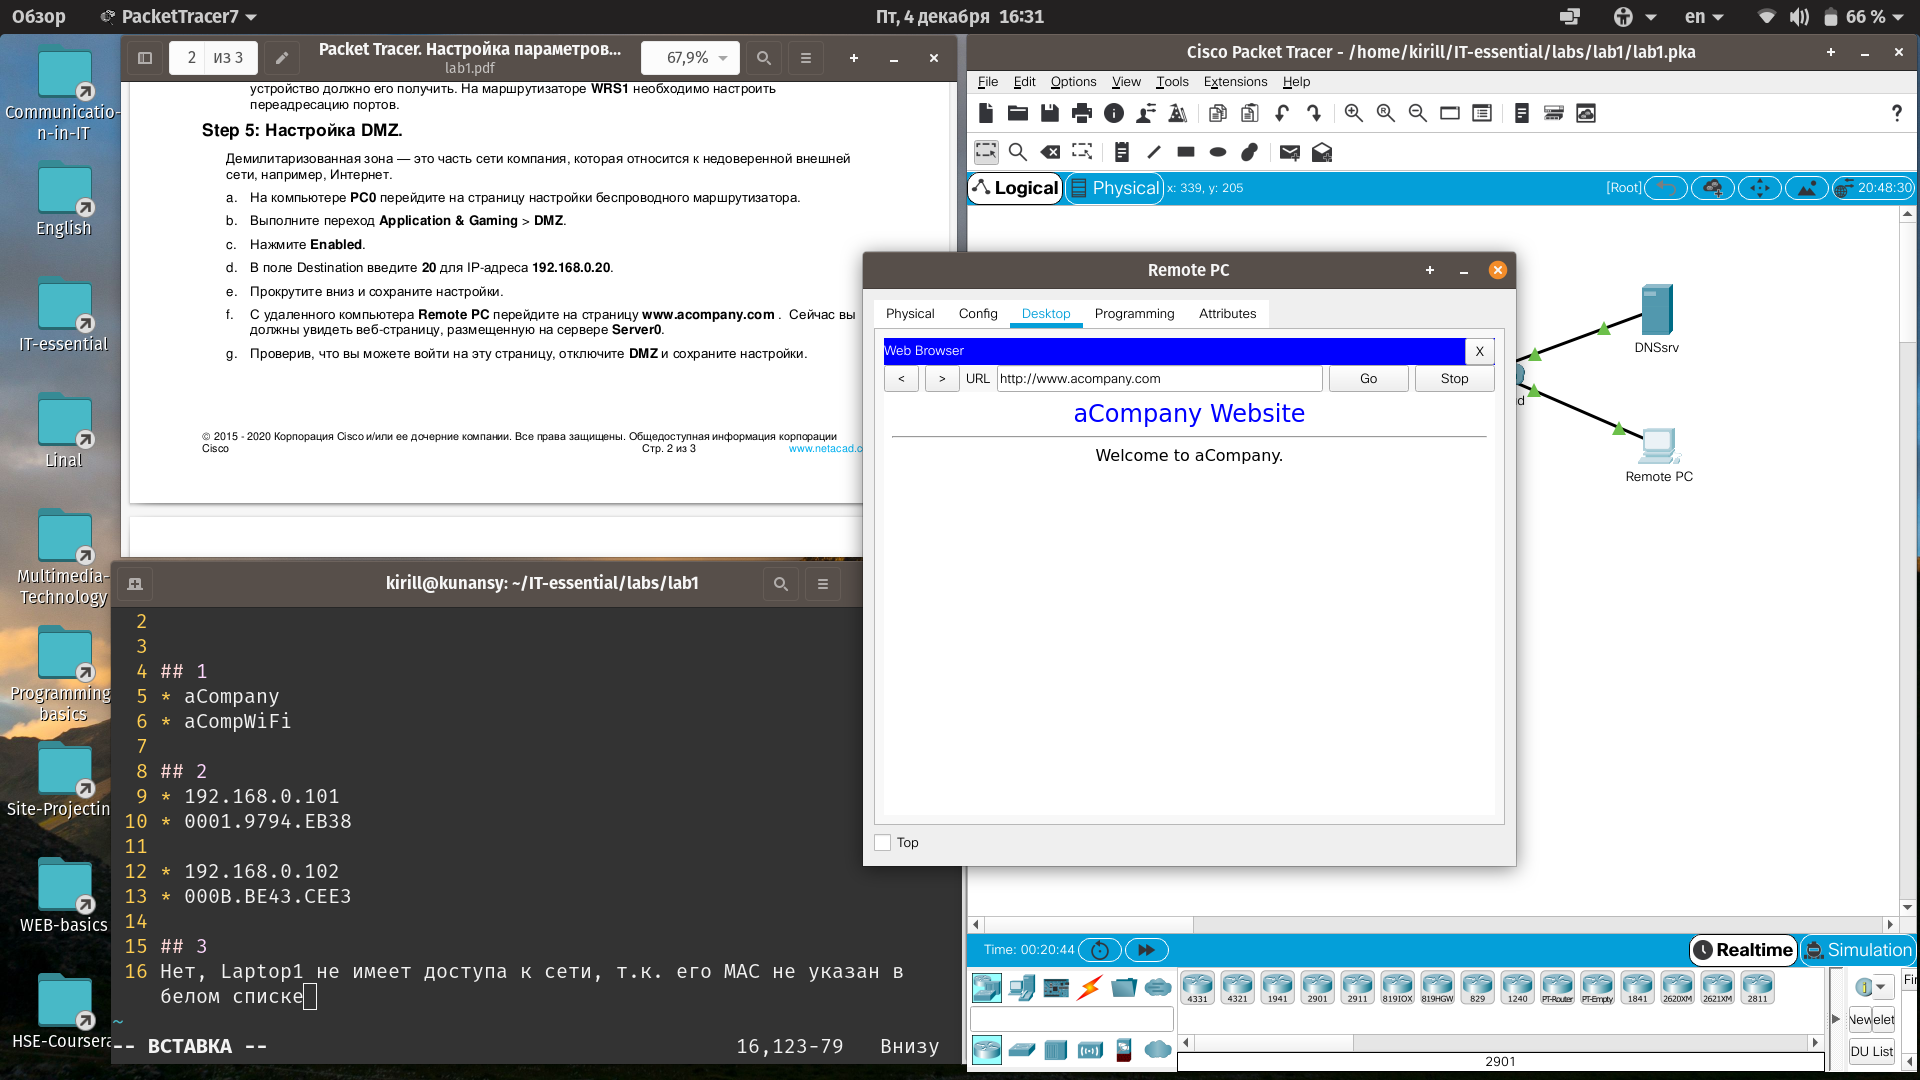 Обзор
PacketTracer7
Пт, 4 декабря 16:31
en
66 %
Communicatio-
n-in-IT
English
IT-essential
Linal
Multimedia-
Technology
Programming-
basics
Site-Projectin
WEB-basics
HSE-Coursera
2 из 3
Packet Tracer. Настройка параметров...
lab1.pdf
67,9%
устройство должно его получить. На маршрутизаторе WRS1 необходимо настроить
переадресацию портов.
Step 5: Настройка DMZ.
Демилитаризованная зона — это часть сети компания, которая относится к недоверенной внешней
сети, например, Интернет.
a. На компьютере PC0 перейдите на страницу настройки беспроводного маршрутизатора.
b. Выполните переход Application & Gaming > DMZ.
c. Нажмите Enabled.
d. В поле Destination введите 20 для IP-адреса 192.168.0.20.
e. Прокрутите вниз и сохраните настройки.
f. С удаленного компьютера Remote PC перейдите на страницу www.acompany.com . Сейчас вы
должны увидеть веб-страницу, размещенную на сервере Server0.
g. Проверив, что вы можете войти на эту страницу, отключите DMZ и сохраните настройки.
© 2015 - 2020 Корпорация Cisco и/или ее дочерние компании. Все права защищены. Общедоступная информация корпорации
Cisco Стр. 2 из 3 www.netacad.c
kirill@kunansy: ~/IT-essential/labs/lab1
2
3
4 ## 1
5 * aCompany
6 * aCompWiFi
7
8 ## 2
9 * 192.168.0.101
10 * 0001.9794.EB38
11
12 * 192.168.0.102
13 * 000B.BE43.CEE3
14
15 ## 3
16 Нет, Laptop1 не имеет доступа к сети, т.к. его MAC не указан в
белом списке
~
-- ВСТАВКА -- 16,123-79 Внизу
Cisco Packet Tracer - /home/kirill/IT-essential/labs/lab1/lab1.pka
File Edit Options View Tools Extensions Help
?
Logical
Physical
x: 339, y: 205
[Root]
20:48:30
DNSsrv
d
Remote PC
Remote PC
Physical Config Desktop Programming Attributes
Web Browser X
< > URL http://www.acompany.com Go Stop
aCompany Website
Welcome to aCompany.
Top
Time: 00:20:44
Realtime
Simulation
4331 4321 1941 2901 2911 819IOX 819HGW 829 1240 PT-Router PT-Empty 1841 2620XM 2621XM 2811
2901
Fir
New elet
DU List